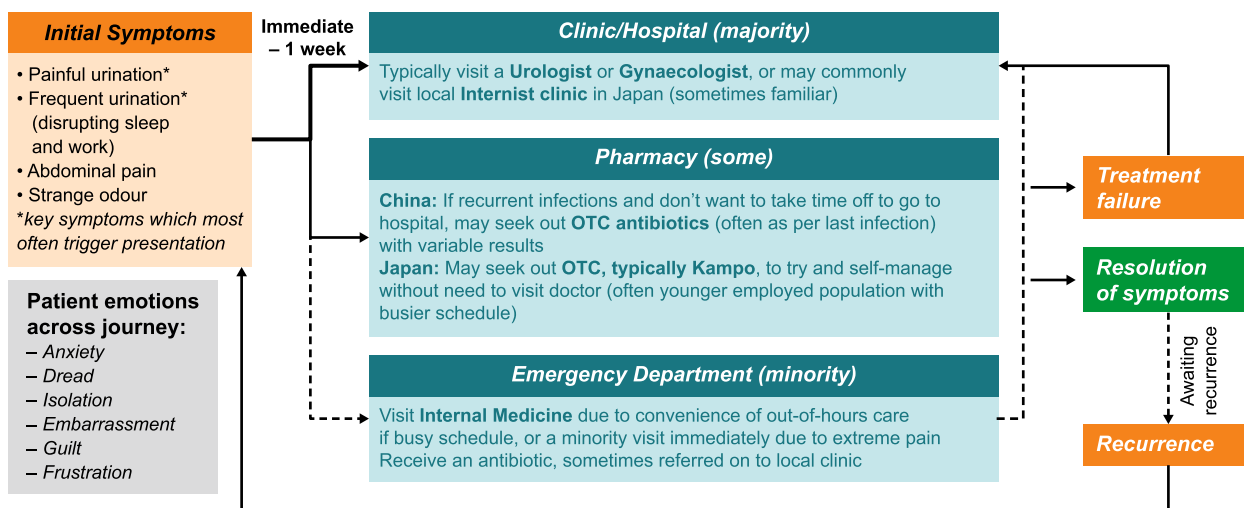 Initial Symptoms
• Painful urination*
• Frequent urination*
(disrupting sleep
and work)
• Abdominal pain
• Strange odour
*key symptoms which most
often trigger presentation
Patient emotions
across journey:
– Anxiety
– Dread
– Isolation
– Embarrassment
– Guilt
– Frustration
Immediate
– 1 week
Clinic/Hospital (majority)
Typically visit a Urologist or Gynaecologist, or may commonly
visit local Internist clinic in Japan (sometimes familiar)
Pharmacy (some)
China: If recurrent infections and don’t want to take time off to go to
hospital, may seek out OTC antibiotics (often as per last infection)
with variable results
Japan: May seek out OTC, typically Kampo, to try and self-manage
without need to visit doctor (often younger employed population with
busier schedule)
Emergency Department (minority)
Visit Internal Medicine due to convenience of out-of-hours care
if busy schedule, or a minority visit immediately due to extreme pain
Receive an antibiotic, sometimes referred on to local clinic
Treatment
failure
Resolution
of symptoms
Awaiting
recurrence
Recurrence